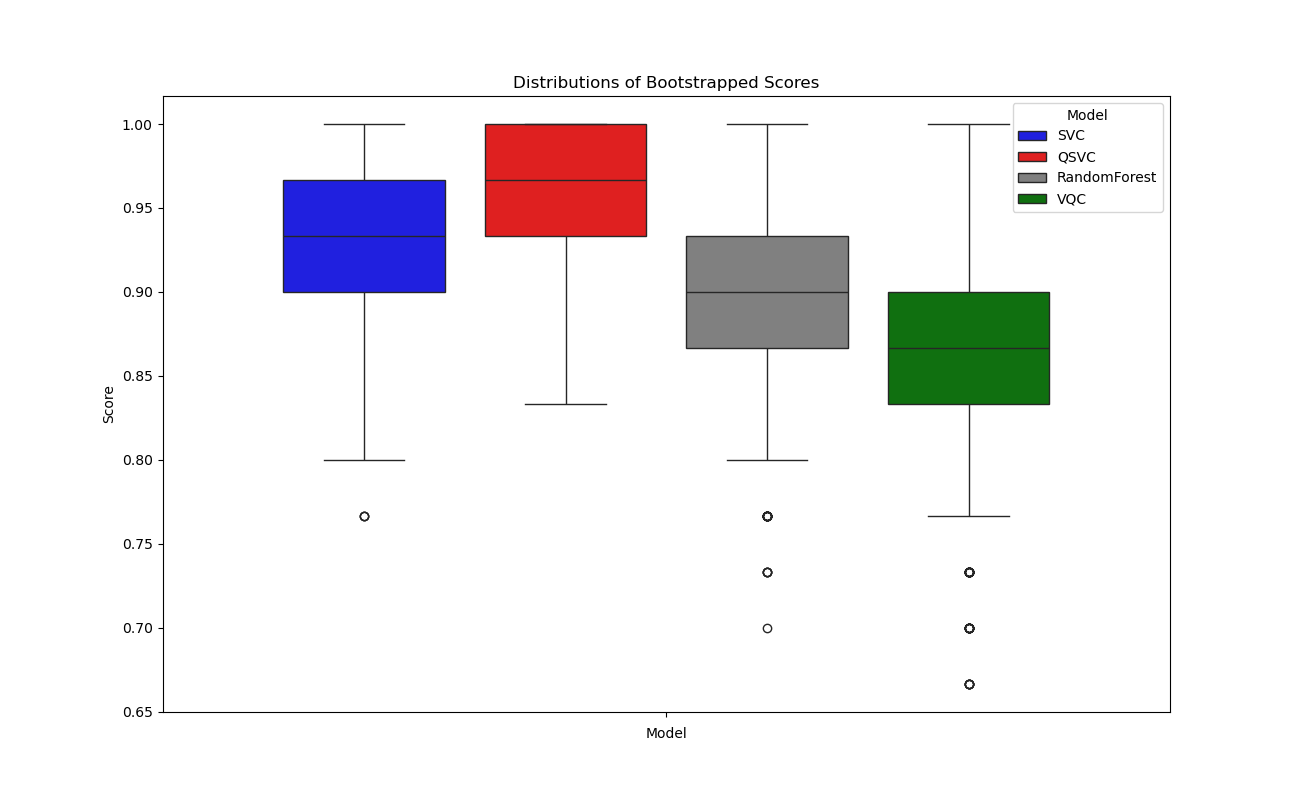 Distributions of Bootstrapped Scores
Model
SVC
QSVC
RandomForest
VQC
1.00
0.95
0.90
0.85
0.80
0.75
0.70
0.65
Score
Model